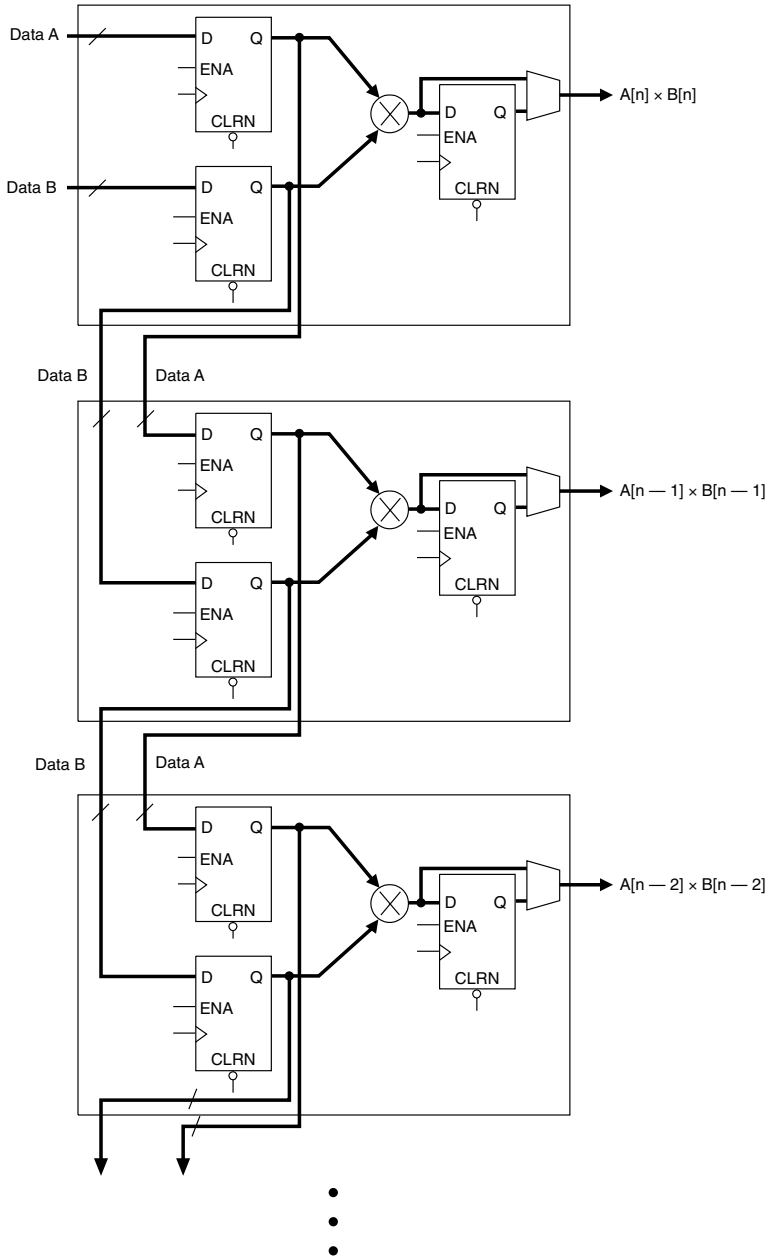 Data A
D Q
ENA
CLRN
D Q
ENA
CLRN
A[n] × B[n]
Data B
D Q
ENA
CLRN
Data B
Data A
D Q
ENA
CLRN
D Q
ENA
CLRN
A[n — 1] × B[n — 1]
D Q
ENA
CLRN
Data B
Data A
D Q
ENA
CLRN
D Q
ENA
CLRN
A[n — 2] × B[n — 2]
D Q
ENA
CLRN